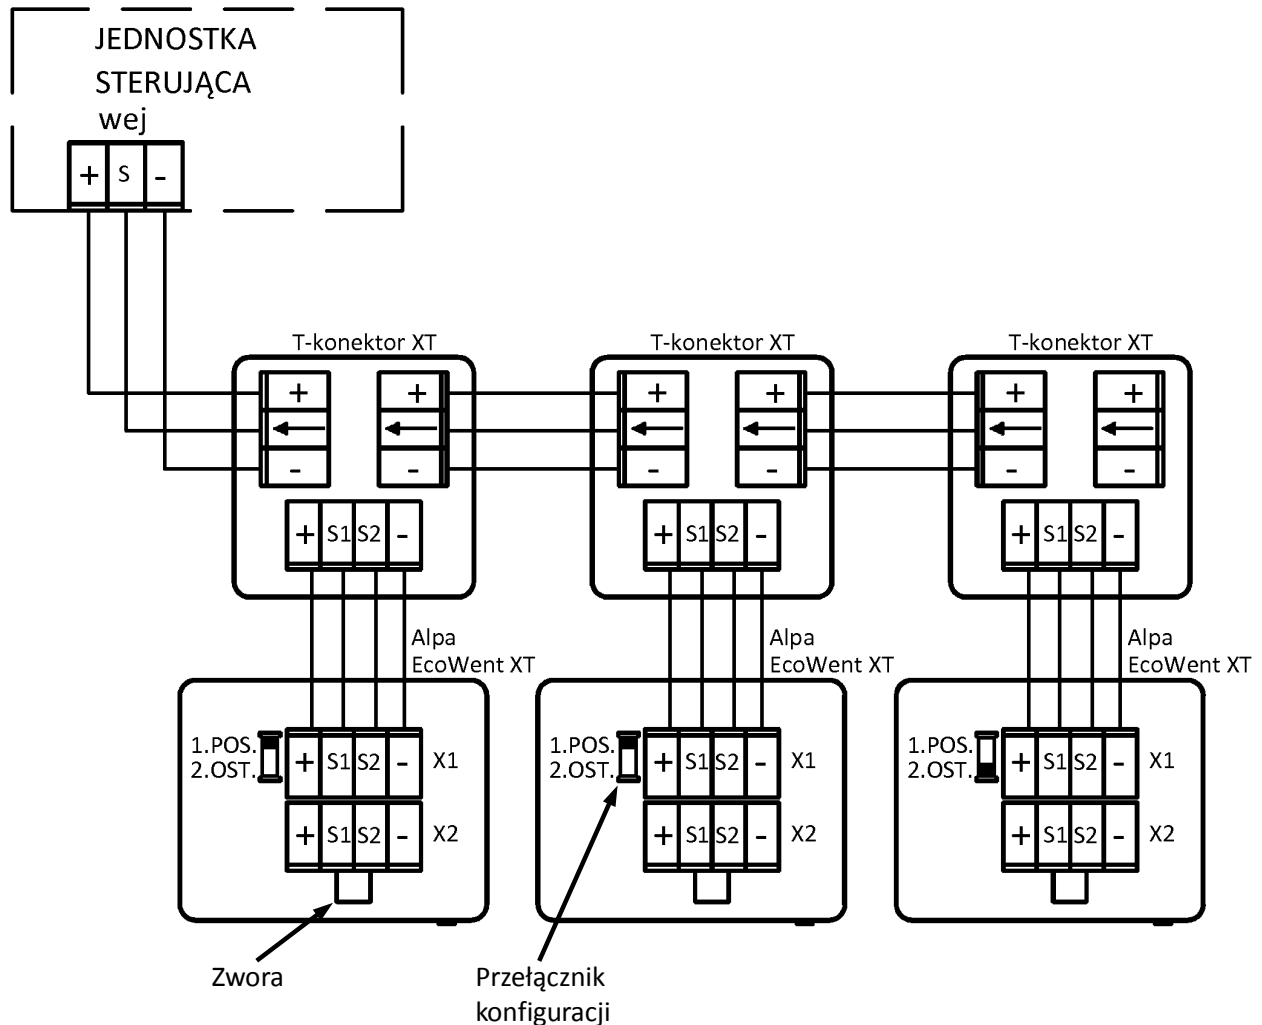 JEDNOSTKA
STERUJĄCA
wej
+ S -
T-konektor XT T-konektor XT T-konektor XT
+ + + + + +
- - - - - -
+ S1 S2 - + S1 S2 - + S1 S2 -
Alpa Alpa Alpa
EcoWent XT EcoWent XT EcoWent XT
1.POS. 1.POS. 1.POS.
2.OST. 2.OST. 2.OST.
+ S1 S2 - X1 + S1 S2 - X1 + S1 S2 - X1
+ S1 S2 - X2 + S1 S2 - X2 + S1 S2 - X2
Zwora
Przełącznik
konfiguracji